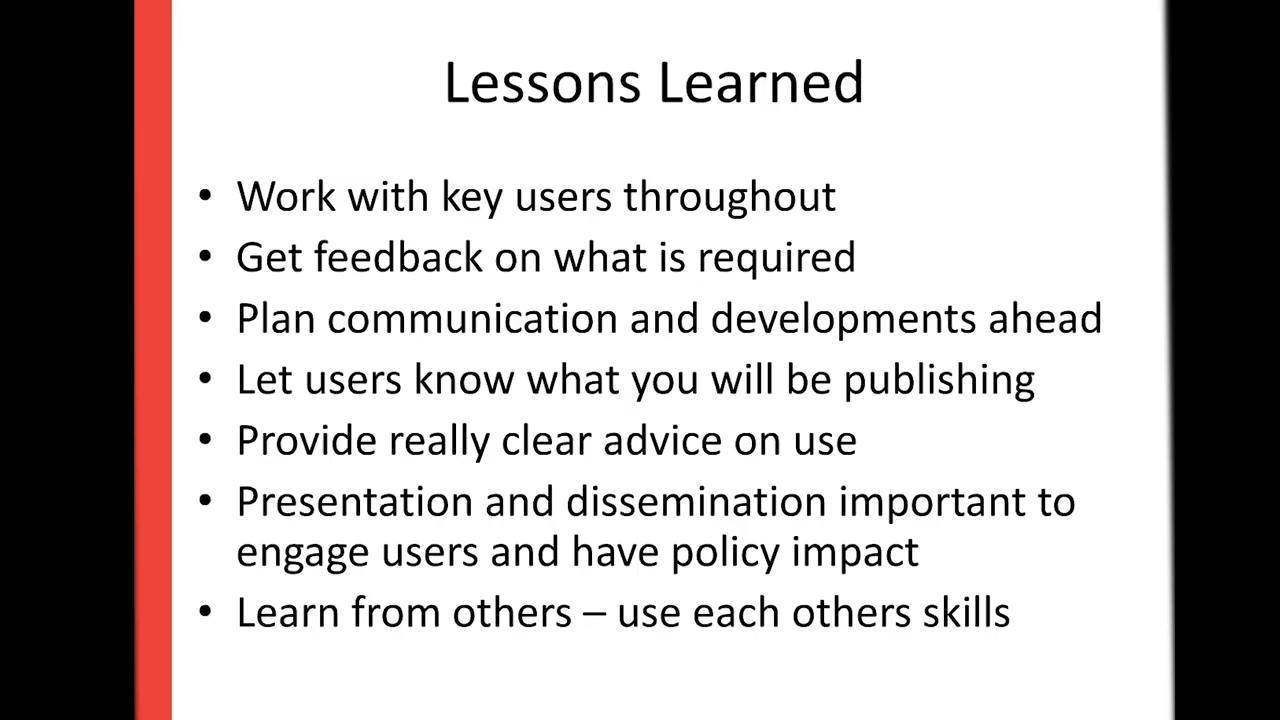 Lessons Learned
• Work with key users throughout
• Get feedback on what is required
• Plan communication and developments ahead
• Let users know what you will be publishing
• Provide really clear advice on use
• Presentation and dissemination important to
engage users and have policy impact
• Learn from others – use each others skills